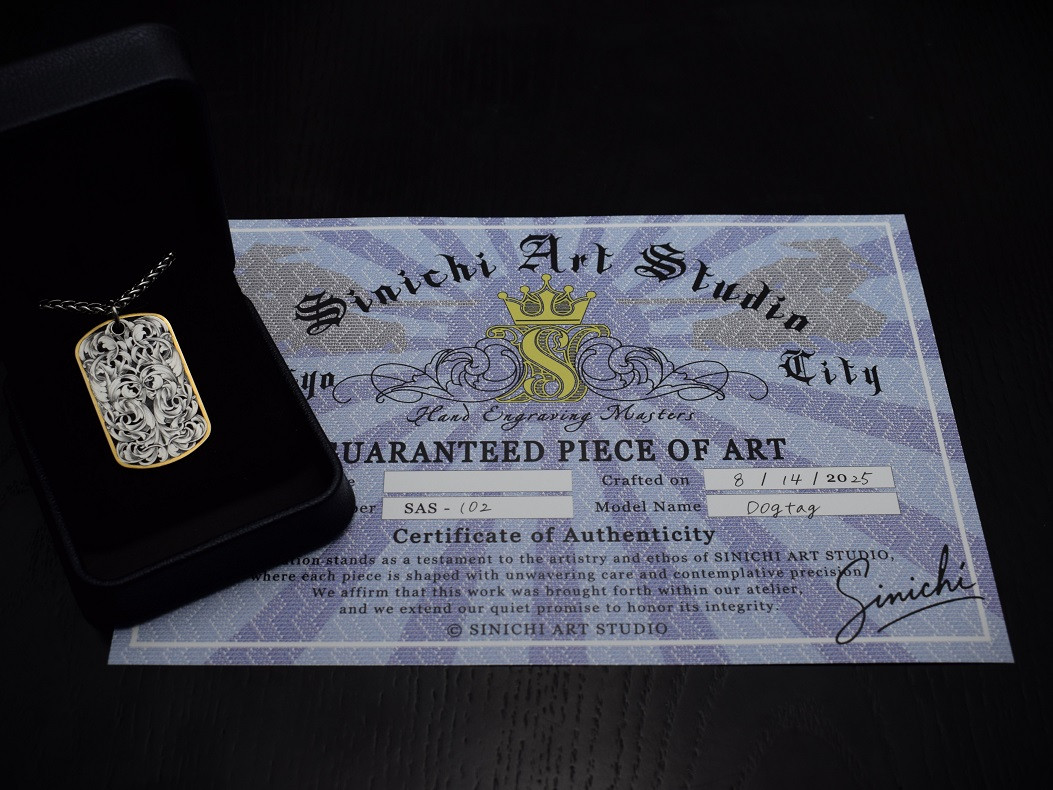 Sinichi Art Studio
City
Hand Engraving Masters
GUARANTEED PIECE OF ART
Crafted on 8 / 14 / 2025
SAS - 102 Model Name Dogtag
Certificate of Authenticity
stands as a testament to the artistry and ethos of SINICHI ART STUDIO,
where each piece is shaped with unwavering care and contemplative precision.
We affirm that this work was brought forth within our atelier,
and we extend our quiet promise to honor its integrity.
© SINICHI ART STUDIO
Sinichi